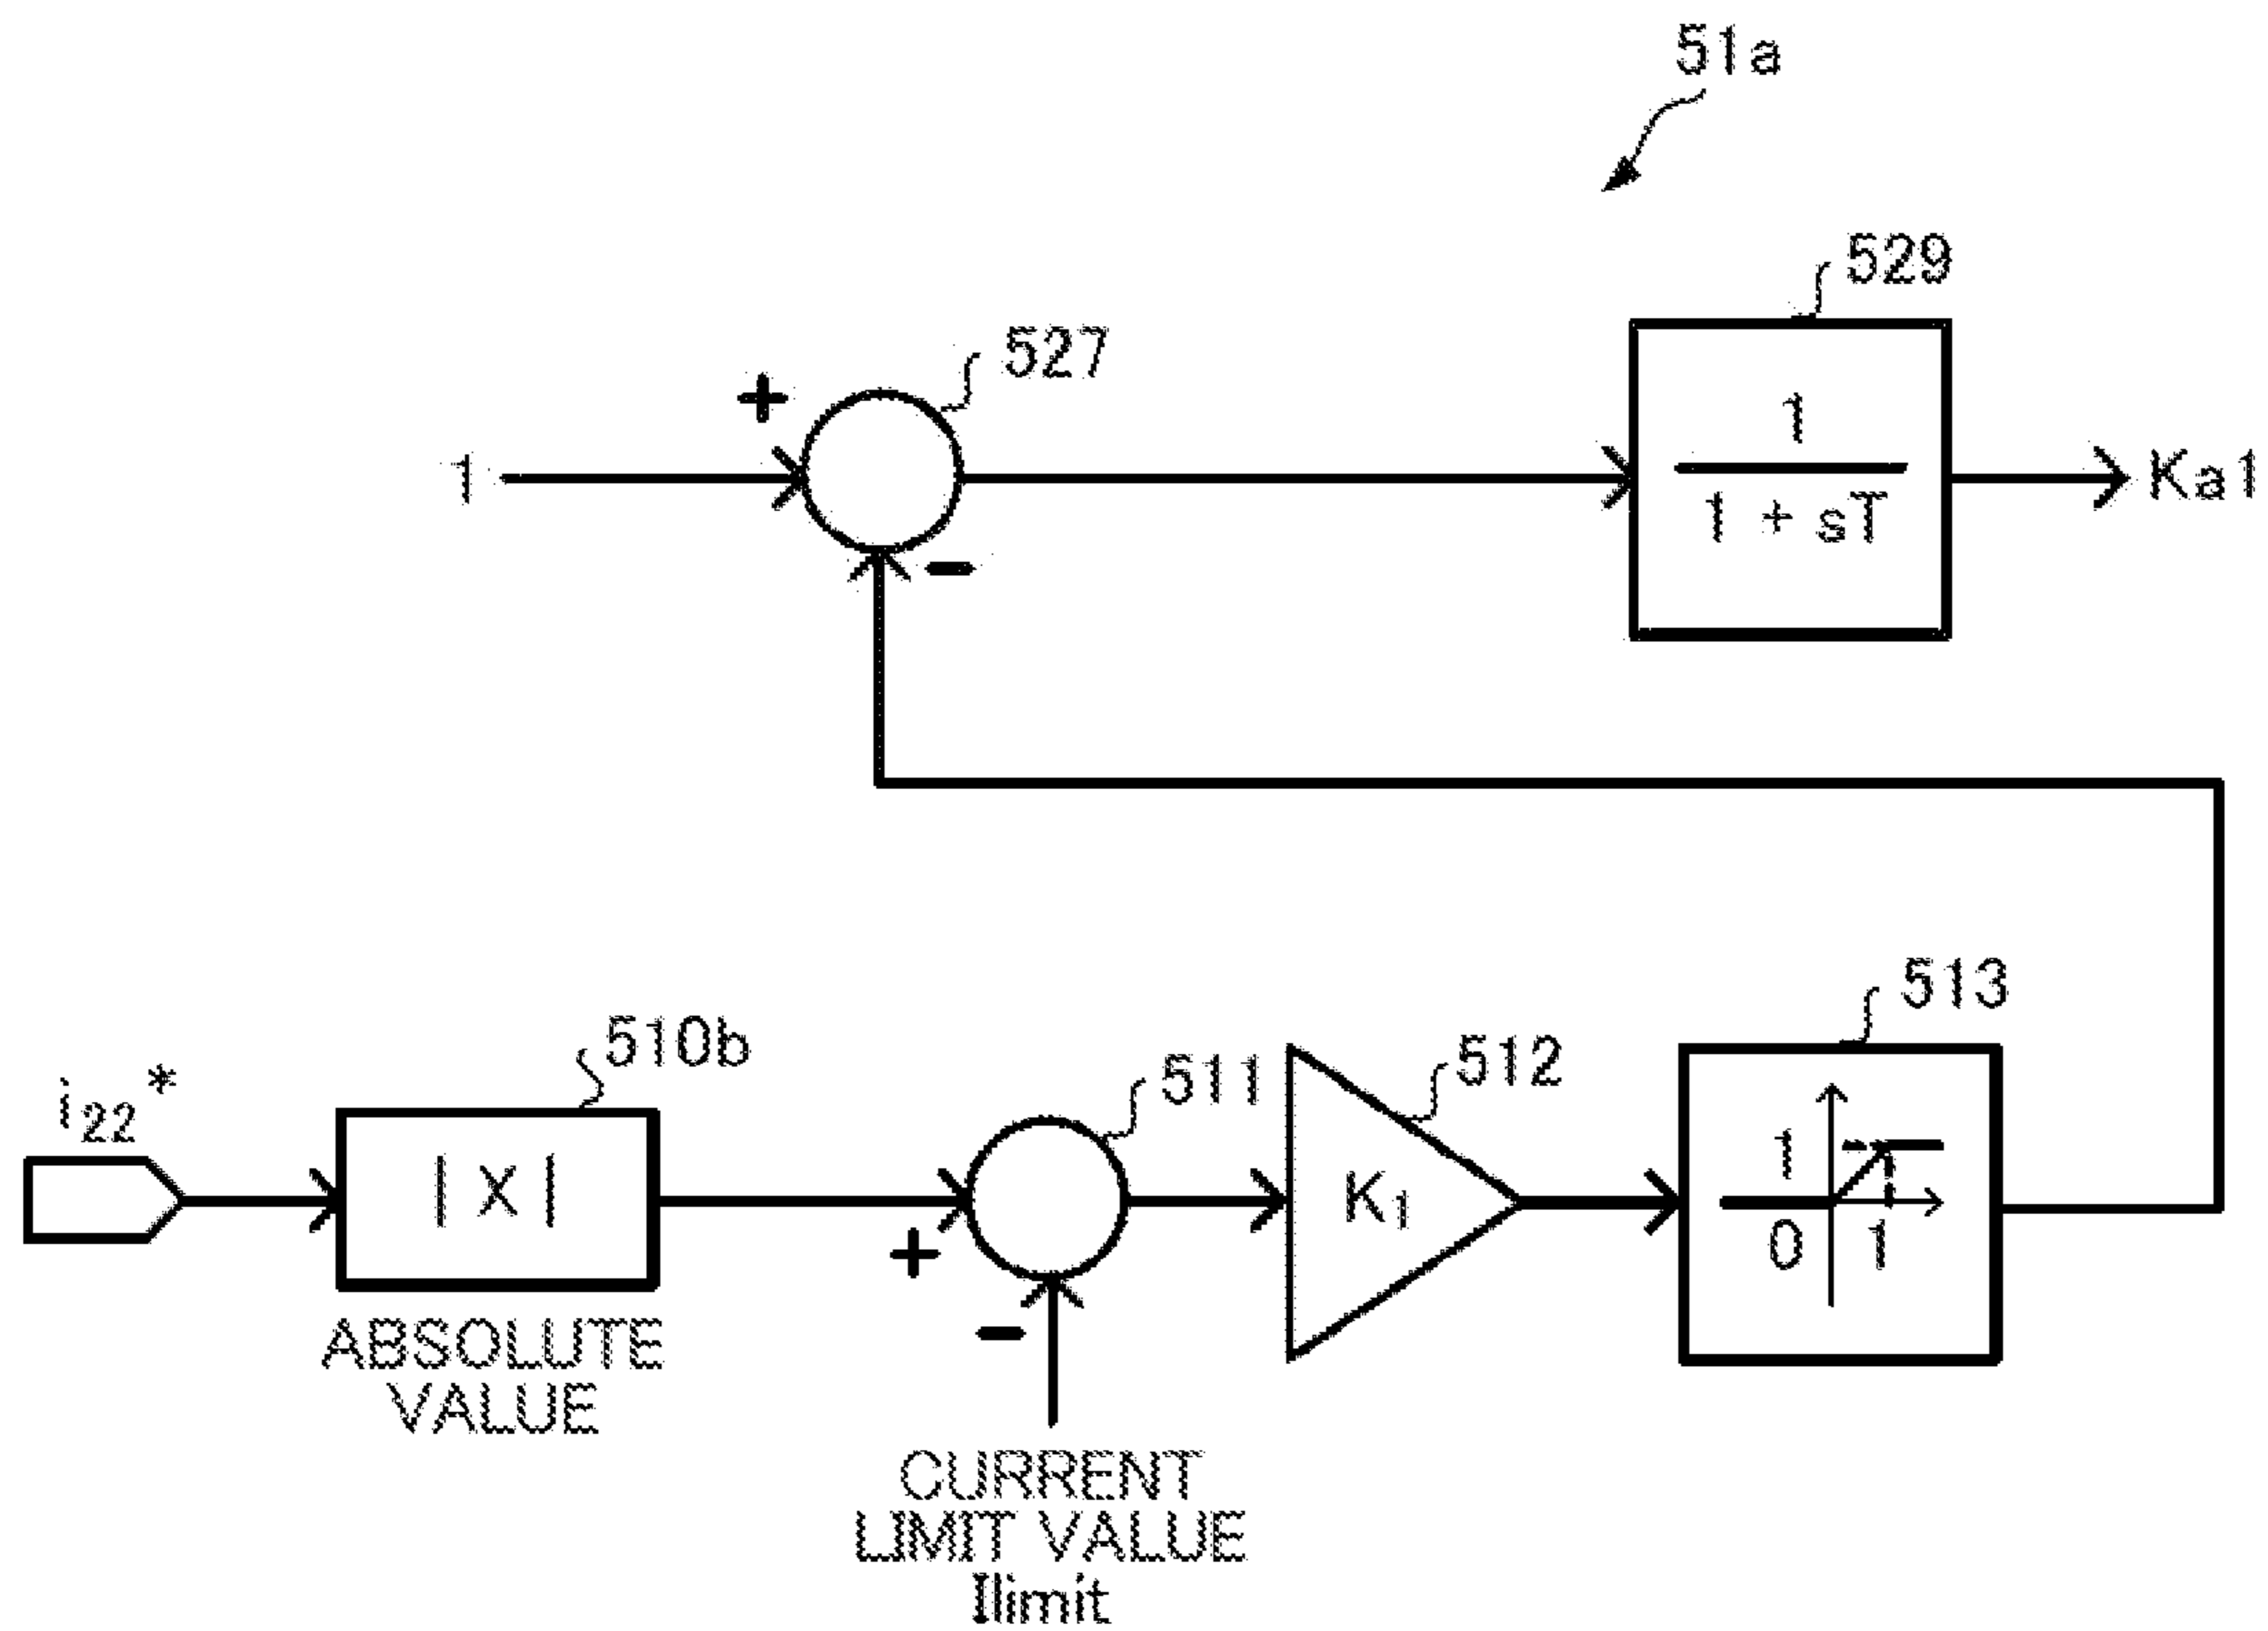 51a
529
527
+
1
1
1 + sT
Ka1
-
513
510b
512
511
i22*
| X |
K1
1
0
1
+
-
ABSOLUTE
VALUE
CURRENT
LIMIT VALUE
Ilimit